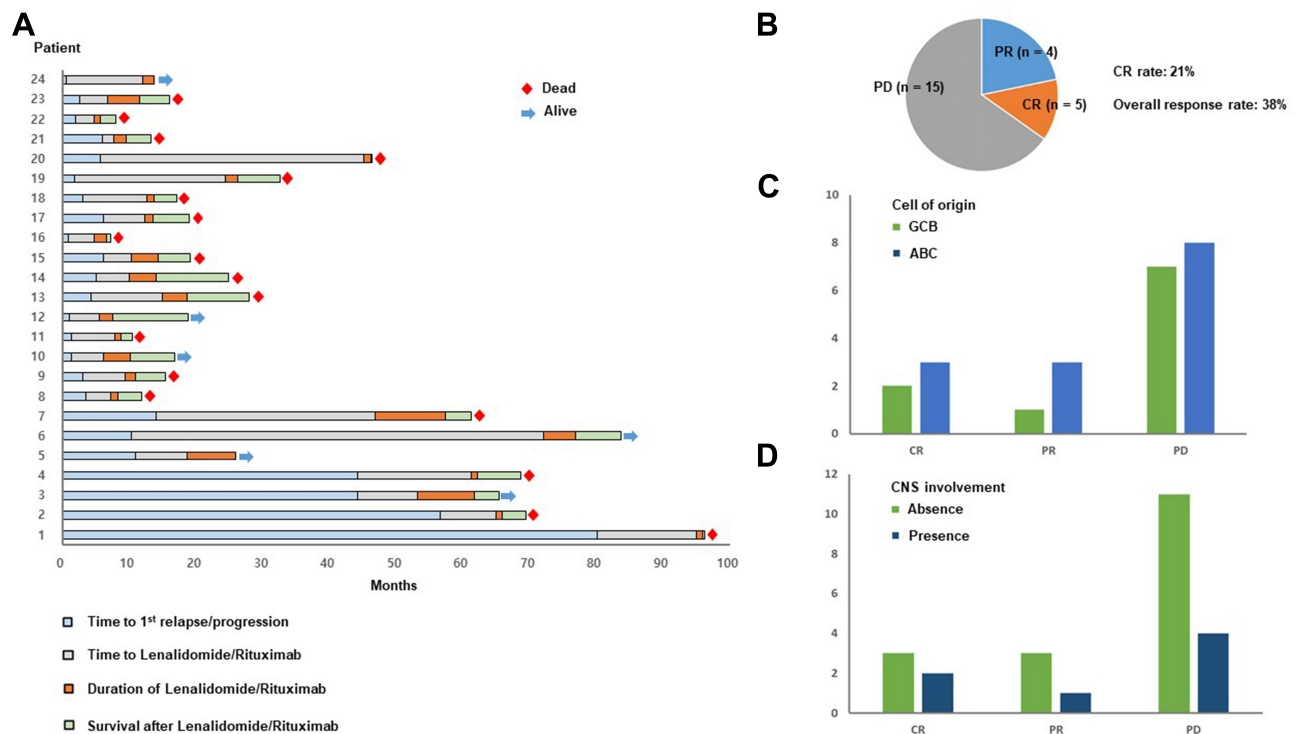 A
Patient
24
23
22
21
20
19
18
17
16
15
14
13
12
11
10
9
8
7
6
5
4
3
2
1
0 10 20 30 40 50 60 70 80 90 100
Months
Dead
Alive
Time to 1st relapse/progression
Time to Lenalidomide/Rituximab
Duration of Lenalidomide/Rituximab
Survival after Lenalidomide/Rituximab
B
PR (n = 4)
PD (n = 15)
CR (n = 5)
CR rate: 21%
Overall response rate: 38%
C
10
8
6
4
2
0
Cell of origin
GCB
ABC
CR PR PD
D
12
10
8
6
4
2
0
CNS involvement
Absence
Presence
CR PR PD